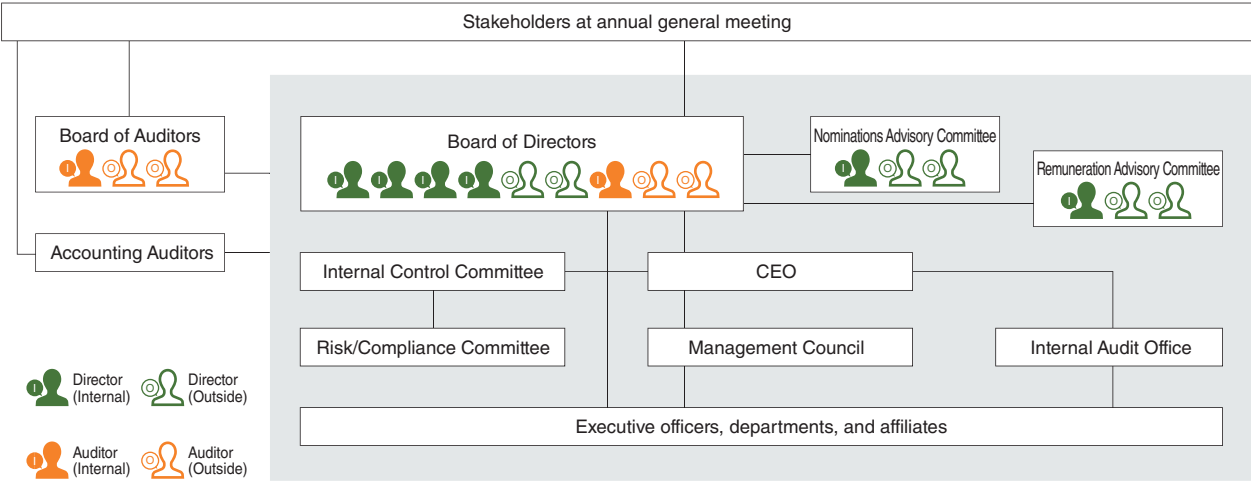 Stakeholders at annual general meeting
Board of Auditors
I O O
Board of Directors
I I I I O O I O O
Nominations Advisory Committee
I O O
Remuneration Advisory Committee
I O O
Accounting Auditors
Internal Control Committee
CEO
Risk/Compliance Committee
Management Council
Internal Audit Office
Executive officers, departments, and affiliates
I Director
(Internal)
O Director
(Outside)
I Auditor
(Internal)
O Auditor
(Outside)